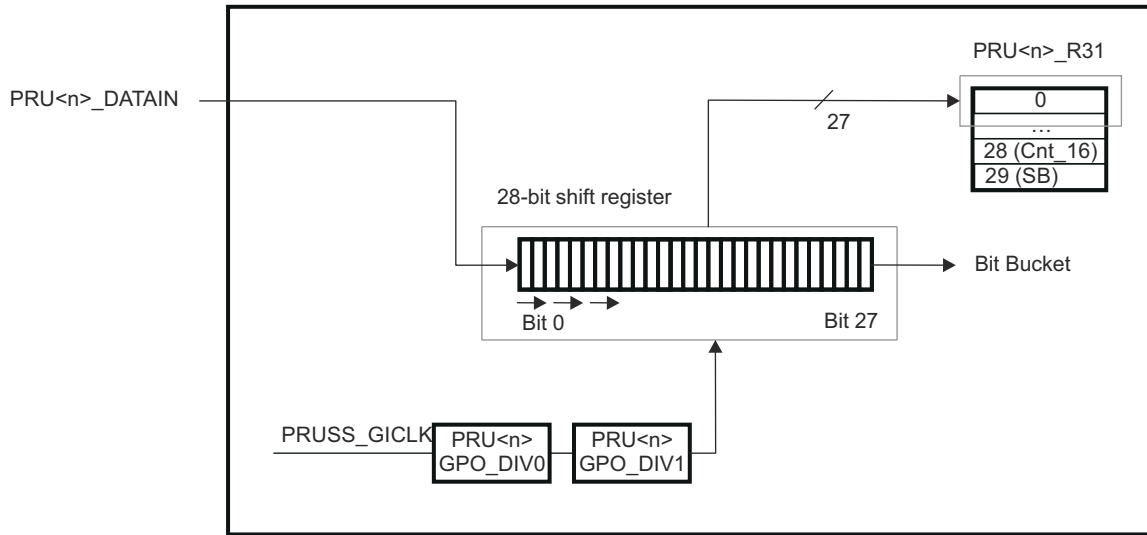 PRU<n>_R31
PRU<n>_DATAIN
0
27
...
28 (Cnt_16)
29 (SB)
28-bit shift register
Bit Bucket
Bit 0
Bit 27
PRUSS_GICLK
PRU<n>
GPO_DIV0
PRU<n>
GPO_DIV1